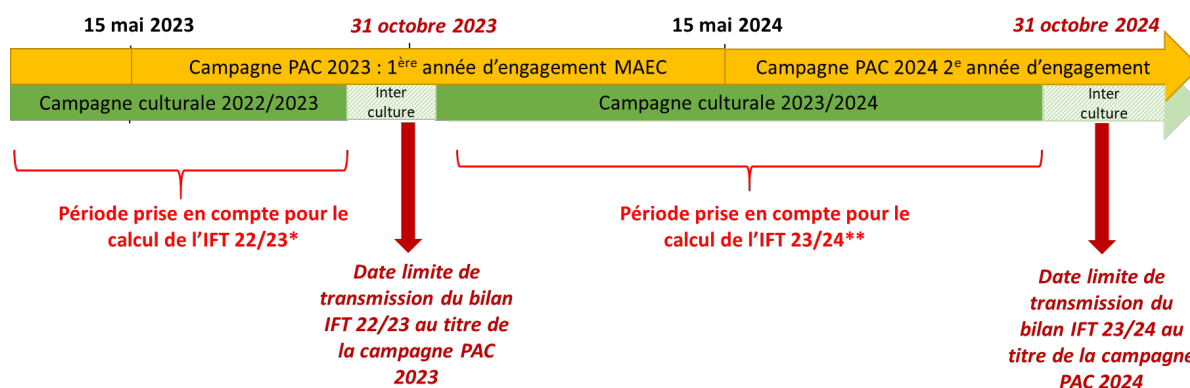 15 mai 2023
31 octobre 2023
15 mai 2024
31 octobre 2024
Campagne PAC 2023 : 1ère année d’engagement MAEC
Campagne PAC 2024 2e année d’engagement
Campagne culturale 2022/2023
Inter
culture
Campagne culturale 2023/2024
Inter
culture
Période prise en compte pour le
calcul de l’IFT 22/23*
Période prise en compte pour le
calcul de l’IFT 23/24**
Date limite de
transmission du bilan
IFT 22/23 au titre de
la campagne PAC
2023
Date limite de
transmission du
bilan IFT 23/24 au
titre de la campagne
PAC 2024